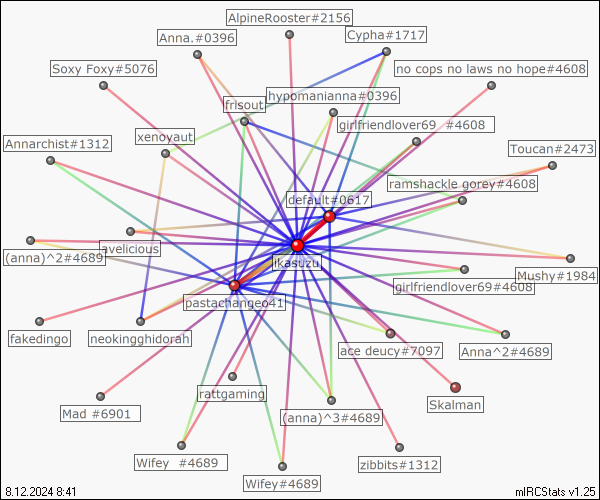 AlpineRooster#2156
Anna.#0396
Cypha#1717
Soxy Foxy#5076
no cops no laws no hope#4608
hypomanianna#0396
frisout
girlfriendlover69 #4608
xenoyaut
Annarchist#1312
Toucan#2473
ramshackle gorey#4608
default#0617
avelicious
(anna)^2#4689
ikasuzu
Mushy#1984
girlfriendlover69#4608
pastachangeo41
fakedingo
neokingghidorah
ace deucy#7097
Anna^2#4689
rattgaming
Skalman
Mad #6901
(anna)^3#4689
Wifey #4689
zibbits#1312
Wifey#4689
8.12.2024 8:41
mIRCStats v1.25